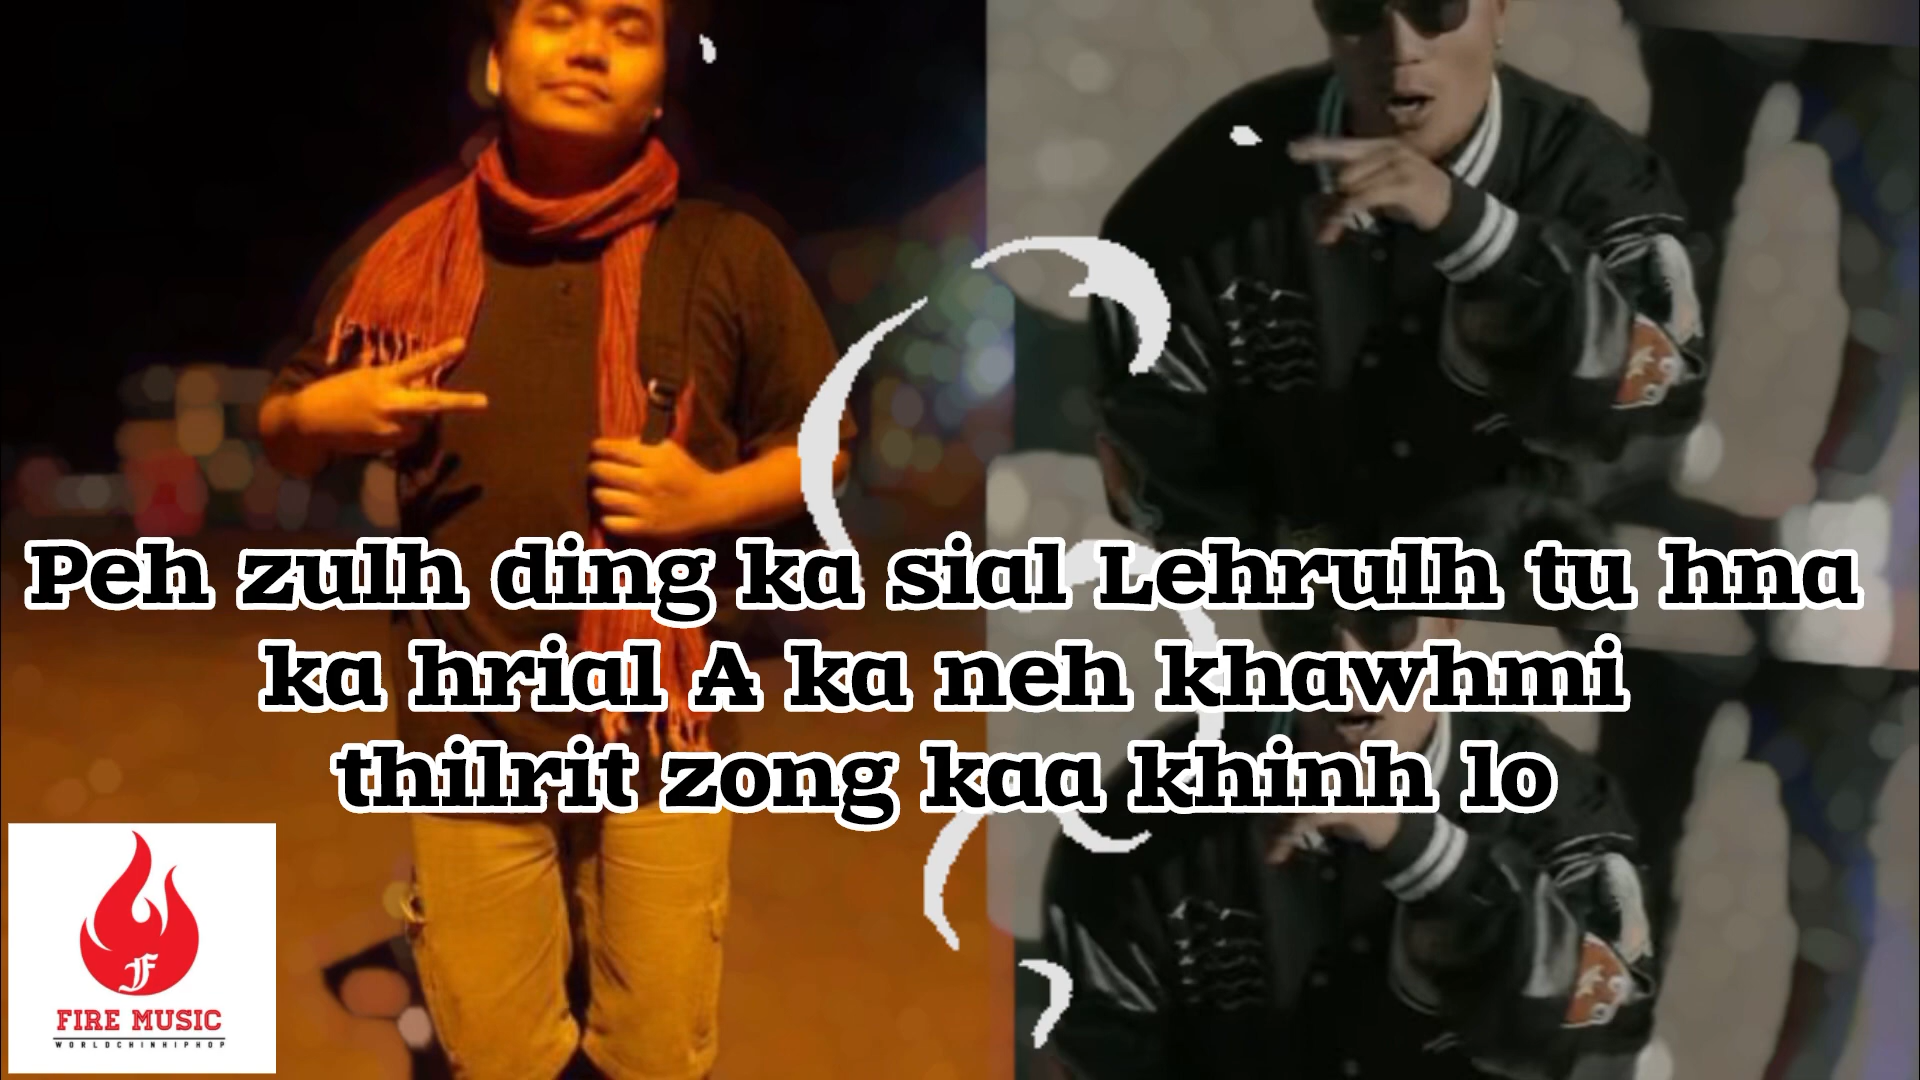 Peh zulh ding ka sial Lehrulh tu hna
ka hrial A ka neh khawhmi
thilrit zong kaa khinh lo
F
FIRE MUSIC
WORLDCHINHIPHOP